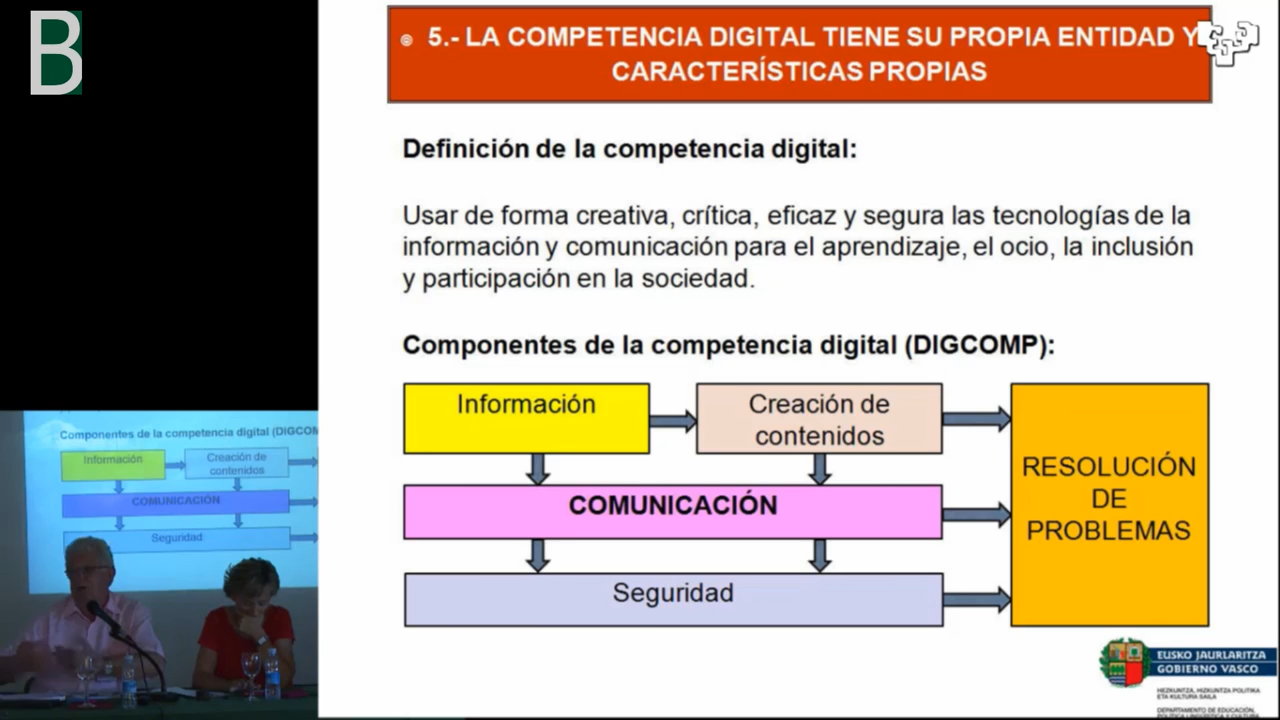 B
5.- LA COMPETENCIA DIGITAL TIENE SU PROPIA ENTIDAD Y
CARACTERÍSTICAS PROPIAS
Definición de la competencia digital:
Usar de forma creativa, crítica, eficaz y segura las tecnologías de la
información y comunicación para el aprendizaje, el ocio, la inclusión
y participación en la sociedad.
Componentes de la competencia digital (DIGCOMP):
Información
Creación de
contenidos
COMUNICACIÓN
Seguridad
RESOLUCIÓN
DE
PROBLEMAS
Componentes de la competencia digital (DIGCOM
Información
Creación de
contenidos
COMUNICACIÓN
Seguridad
EUSKO JAURLARITZA
GOBIERNO VASCO
HEZKUNTZA, HIZKUNTZA POLITIKA
ETA KULTURA SAILA
DEPARTAMENTO DE EDUCACIÓN,
POLÍTICA LINGÜÍSTICA Y CULTURA